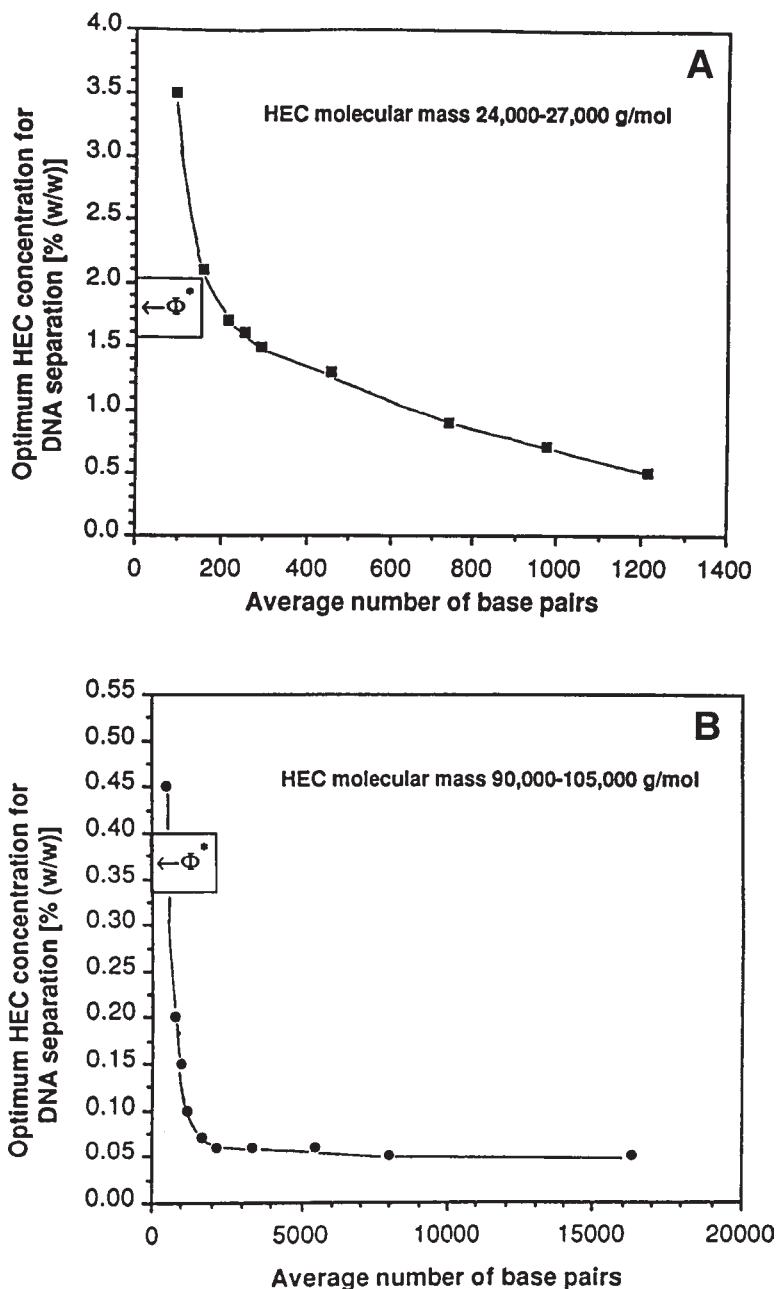 A
HEC molecular mass 24,000-27,000 g/mol
Optimum HEC concentration for
DNA separation [% (w/w)]
4.0
3.5
3.0
2.5
2.0
1.5
1.0
0.5
0.0
←Φ*
0 200 400 600 800 1000 1200 1400
Average number of base pairs
B
HEC molecular mass 90,000-105,000 g/mol
Optimum HEC concentration for
DNA separation [% (w/w)]
0.55
0.50
0.45
0.40
0.35
0.30
0.25
0.20
0.15
0.10
0.05
0.00
←Φ*
0 5000 10000 15000 20000
Average number of base pairs